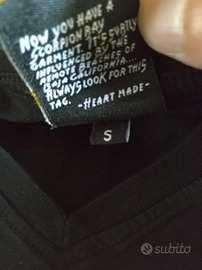 NOW YOU HAVE A
SCORPION BAY
GARMENT. IT'S SUBTLY
INFLUENCED BY THE
REMOTE BEACHES OF
BAJA CALIFORNIA....
ALWAYS LOOK FOR THIS
TAG. -HEART MADE-
S
subito